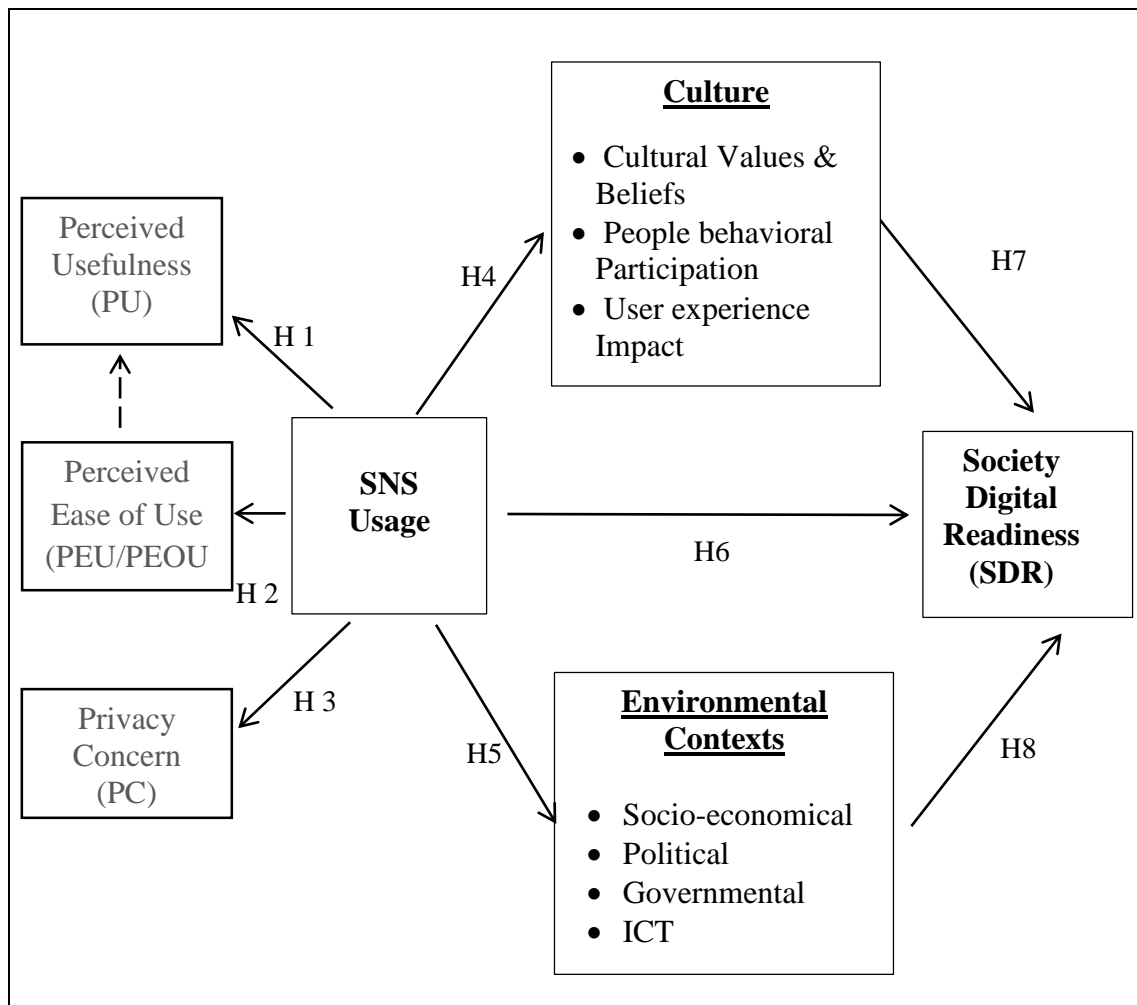 Culture
• Cultural Values &
Beliefs
• People behavioral
Participation
• User experience
Impact
Perceived
Usefulness
(PU)
H4
H7
H 1
Perceived
Ease of Use
(PEU/PEOU
SNS
Usage
Society
Digital
Readiness
(SDR)
H6
H 2
Privacy
Concern
(PC)
H 3
H5
H8
Environmental
Contexts
• Socio-economical
• Political
• Governmental
• ICT